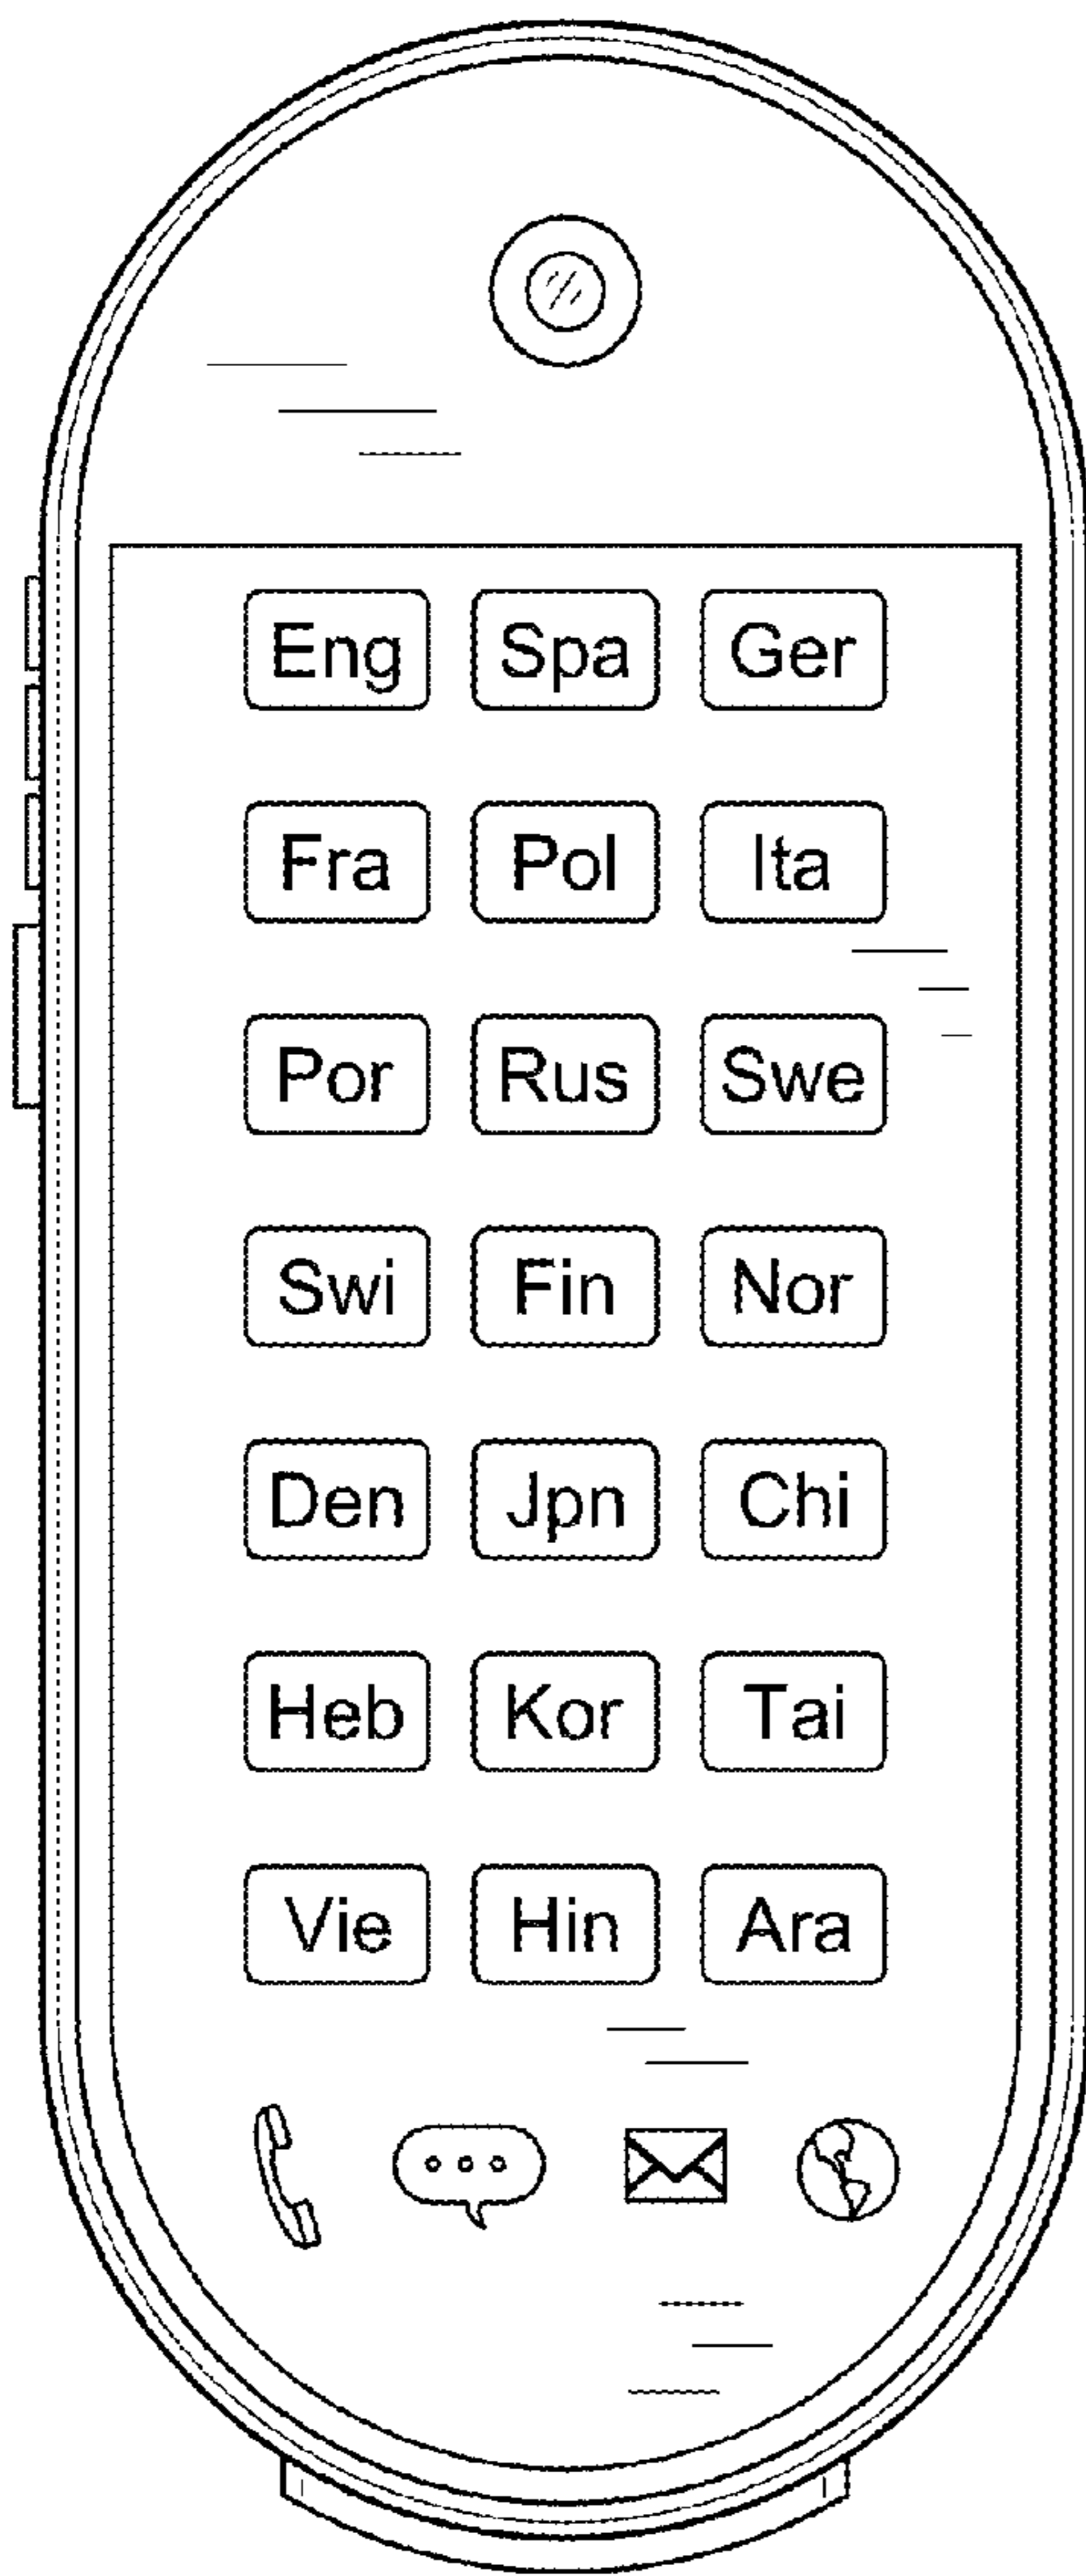 Eng Spa Ger
Fra Pol Ita
Por Rus Swe
Swi Fin Nor
Den Jpn Chi
Heb Kor Tai
Vie Hin Ara